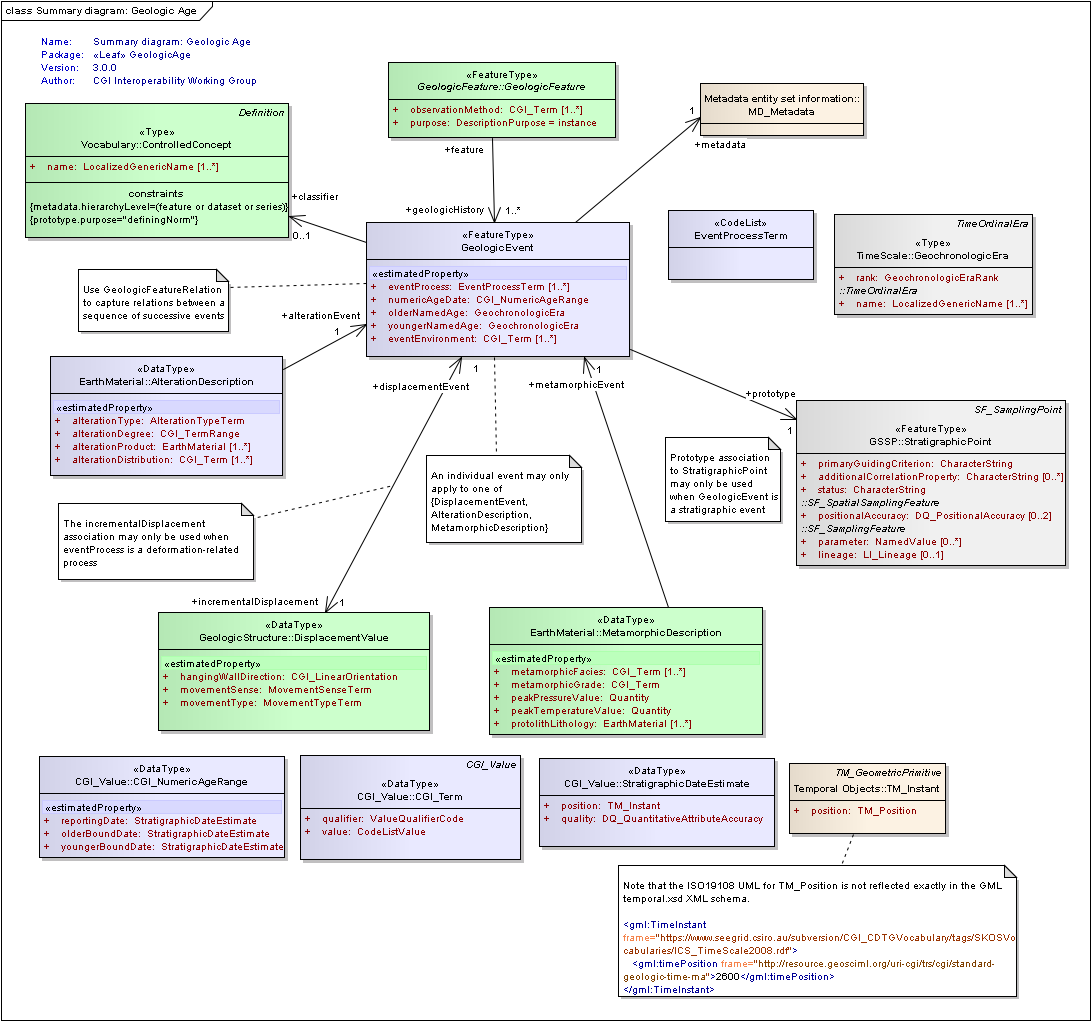 class Summary diagram: Geologic Age
Name: Summary diagram: Geologic Age
Package: «Leaf» GeologicAge
Version: 3.0.0
Author: CGI Interoperability Working Group
«FeatureType»
GeologicFeature::GeologicFeature
+ observationMethod: CGI_Term [1..*]
+ purpose: DescriptionPurpose = instance
Metadata entity set information::
MD_Metadata
1
+metadata
Definition
«Type»
Vocabulary::ControlledConcept
+ name: LocalizedGenericName [1..*]
constraints
{metadata.hierarchyLevel=(feature or dataset or series)}
{prototype.purpose="definingNorm"}
+feature
+classifier
0..1
+geologicHistory 1..*
«FeatureType»
GeologicEvent
«estimatedProperty»
+ eventProcess: EventProcessTerm [1..*]
+ numericAgeDate: CGI_NumericAgeRange
+ olderNamedAge: GeochronologicEra
+ youngerNamedAge: GeochronologicEra
+ eventEnvironment: CGI_Term [1..*]
«CodeList»
EventProcessTerm
TimeOrdinalEra
«Type»
TimeScale::GeochronologicEra
+ rank: GeochronologicEraRank
::TimeOrdinalEra
+ name: LocalizedGenericName [1..*]
Use GeologicFeatureRelation
to capture relations between a
sequence of successive events
+alterationEvent
1
«DataType»
EarthMaterial::AlterationDescription
«estimatedProperty»
+ alterationType: AlterationTypeTerm
+ alterationDegree: CGI_TermRange
+ alterationProduct: EarthMaterial [1..*]
+ alterationDistribution: CGI_Term [1..*]
+displacementEvent
1
+metamorphicEvent
1
+prototype
1
SF_SamplingPoint
«FeatureType»
GSSP::StratigraphicPoint
+ primaryGuidingCriterion: CharacterString
+ additionalCorrelationProperty: CharacterString [0..*]
+ status: CharacterString
::SF_SpatialSamplingFeature
+ positionalAccuracy: DQ_PositionalAccuracy [0..2]
::SF_SamplingFeature
+ parameter: NamedValue [0..*]
+ lineage: LI_Lineage [0..1]
Prototype association
to StratigraphicPoint
may only be used
when GeologicEvent is
a stratigraphic event
An individual event may only
apply to one of
{DisplacementEvent,
AlterationDescription,
MetamorphicDescription}
The incrementalDisplacement
association may only be used when
eventProcess is a deformation-related
process
+incrementalDisplacement 1
«DataType»
GeologicStructure::DisplacementValue
«estimatedProperty»
+ hangingWallDirection: CGI_LinearOrientation
+ movementSense: MovementSenseTerm
+ movementType: MovementTypeTerm
«DataType»
EarthMaterial::MetamorphicDescription
«estimatedProperty»
+ metamorphicFacies: CGI_Term [1..*]
+ metamorphicGrade: CGI_Term
+ peakPressureValue: Quantity
+ peakTemperatureValue: Quantity
+ protolithLithology: EarthMaterial [1..*]
«DataType»
CGI_Value::CGI_NumericAgeRange
«estimatedProperty»
+ reportingDate: StratigraphicDateEstimate
+ olderBoundDate: StratigraphicDateEstimate
+ youngerBoundDate: StratigraphicDateEstimate
CGI_Value
«DataType»
CGI_Value::CGI_Term
+ qualifier: ValueQualifierCode
+ value: CodeListValue
«DataType»
CGI_Value::StratigraphicDateEstimate
+ position: TM_Instant
+ quality: DQ_QuantitativeAttributeAccuracy
TM_GeometricPrimitive
Temporal Objects::TM_Instant
+ position: TM_Position
Note that the ISO19108 UML for TM_Position is not reflected exactly in the GML
temporal.xsd XML schema.
<gml:TimeInstant
frame="https://www.seegrid.csiro.au/subversion/CGI_CDTGVocabulary/tags/SKOSVo
cabularies/ICS_TimeScale2008.rdf">
<gml:timePosition frame="http://resource.geosciml.org/uri-cgi/trs/cgi/standard-
geologic-time-ma">2600</gml:timePosition>
</gml:TimeInstant>